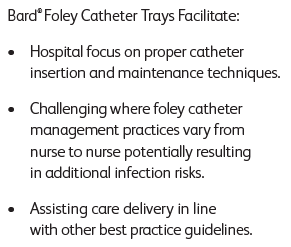 Bard® Foley Catheter Trays Facilitate:
• Hospital focus on proper catheter
insertion and maintenance techniques.
• Challenging where foley catheter
management practices vary from
nurse to nurse potentially resulting
in additional infection risks.
• Assisting care delivery in line
with other best practice guidelines.